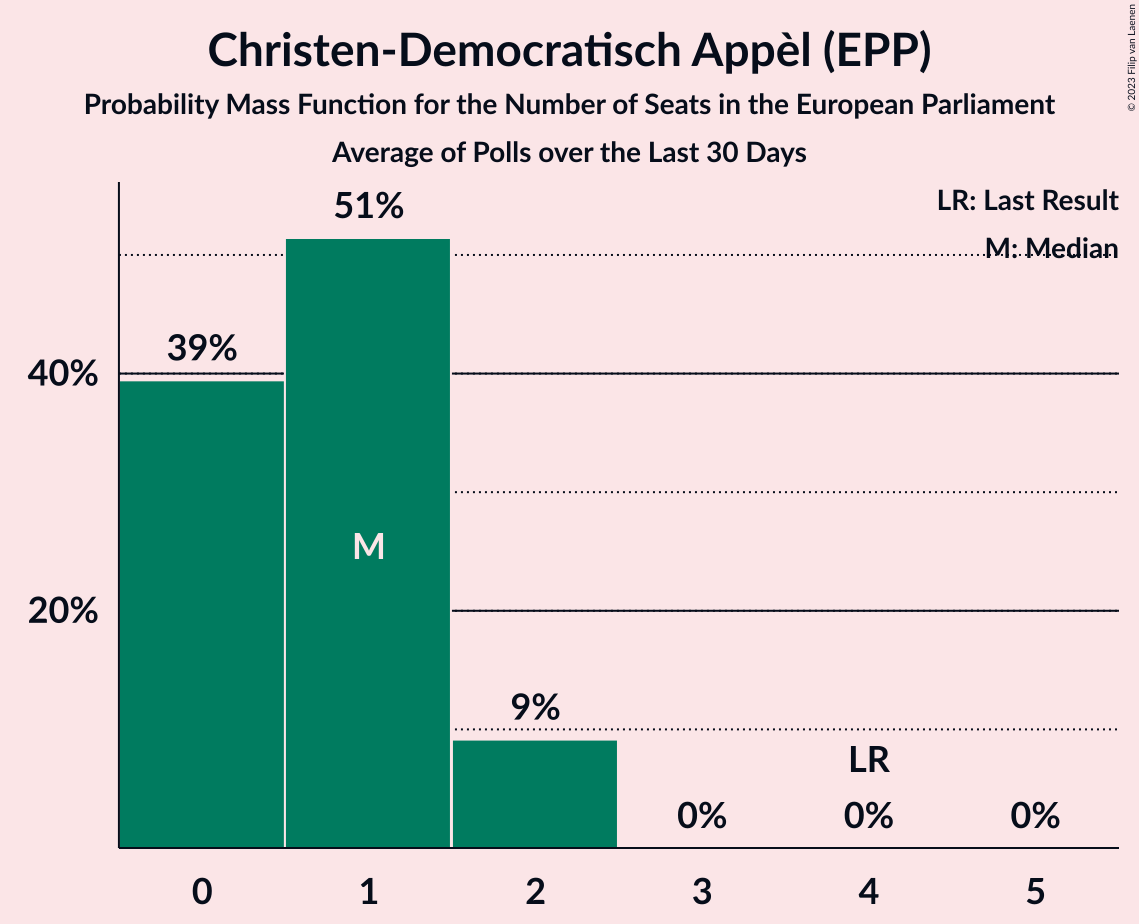 Christen-Democratisch Appèl (EPP)
Probability Mass Function for the Number of Seats in the European Parliament
Average of Polls over the Last 30 Days
© 2023 Filip van Laenen
LR: Last Result
M: Median
51%
39%
40%
M
20%
9%
LR
0%
0%
0%
0
1
2
3
4
5